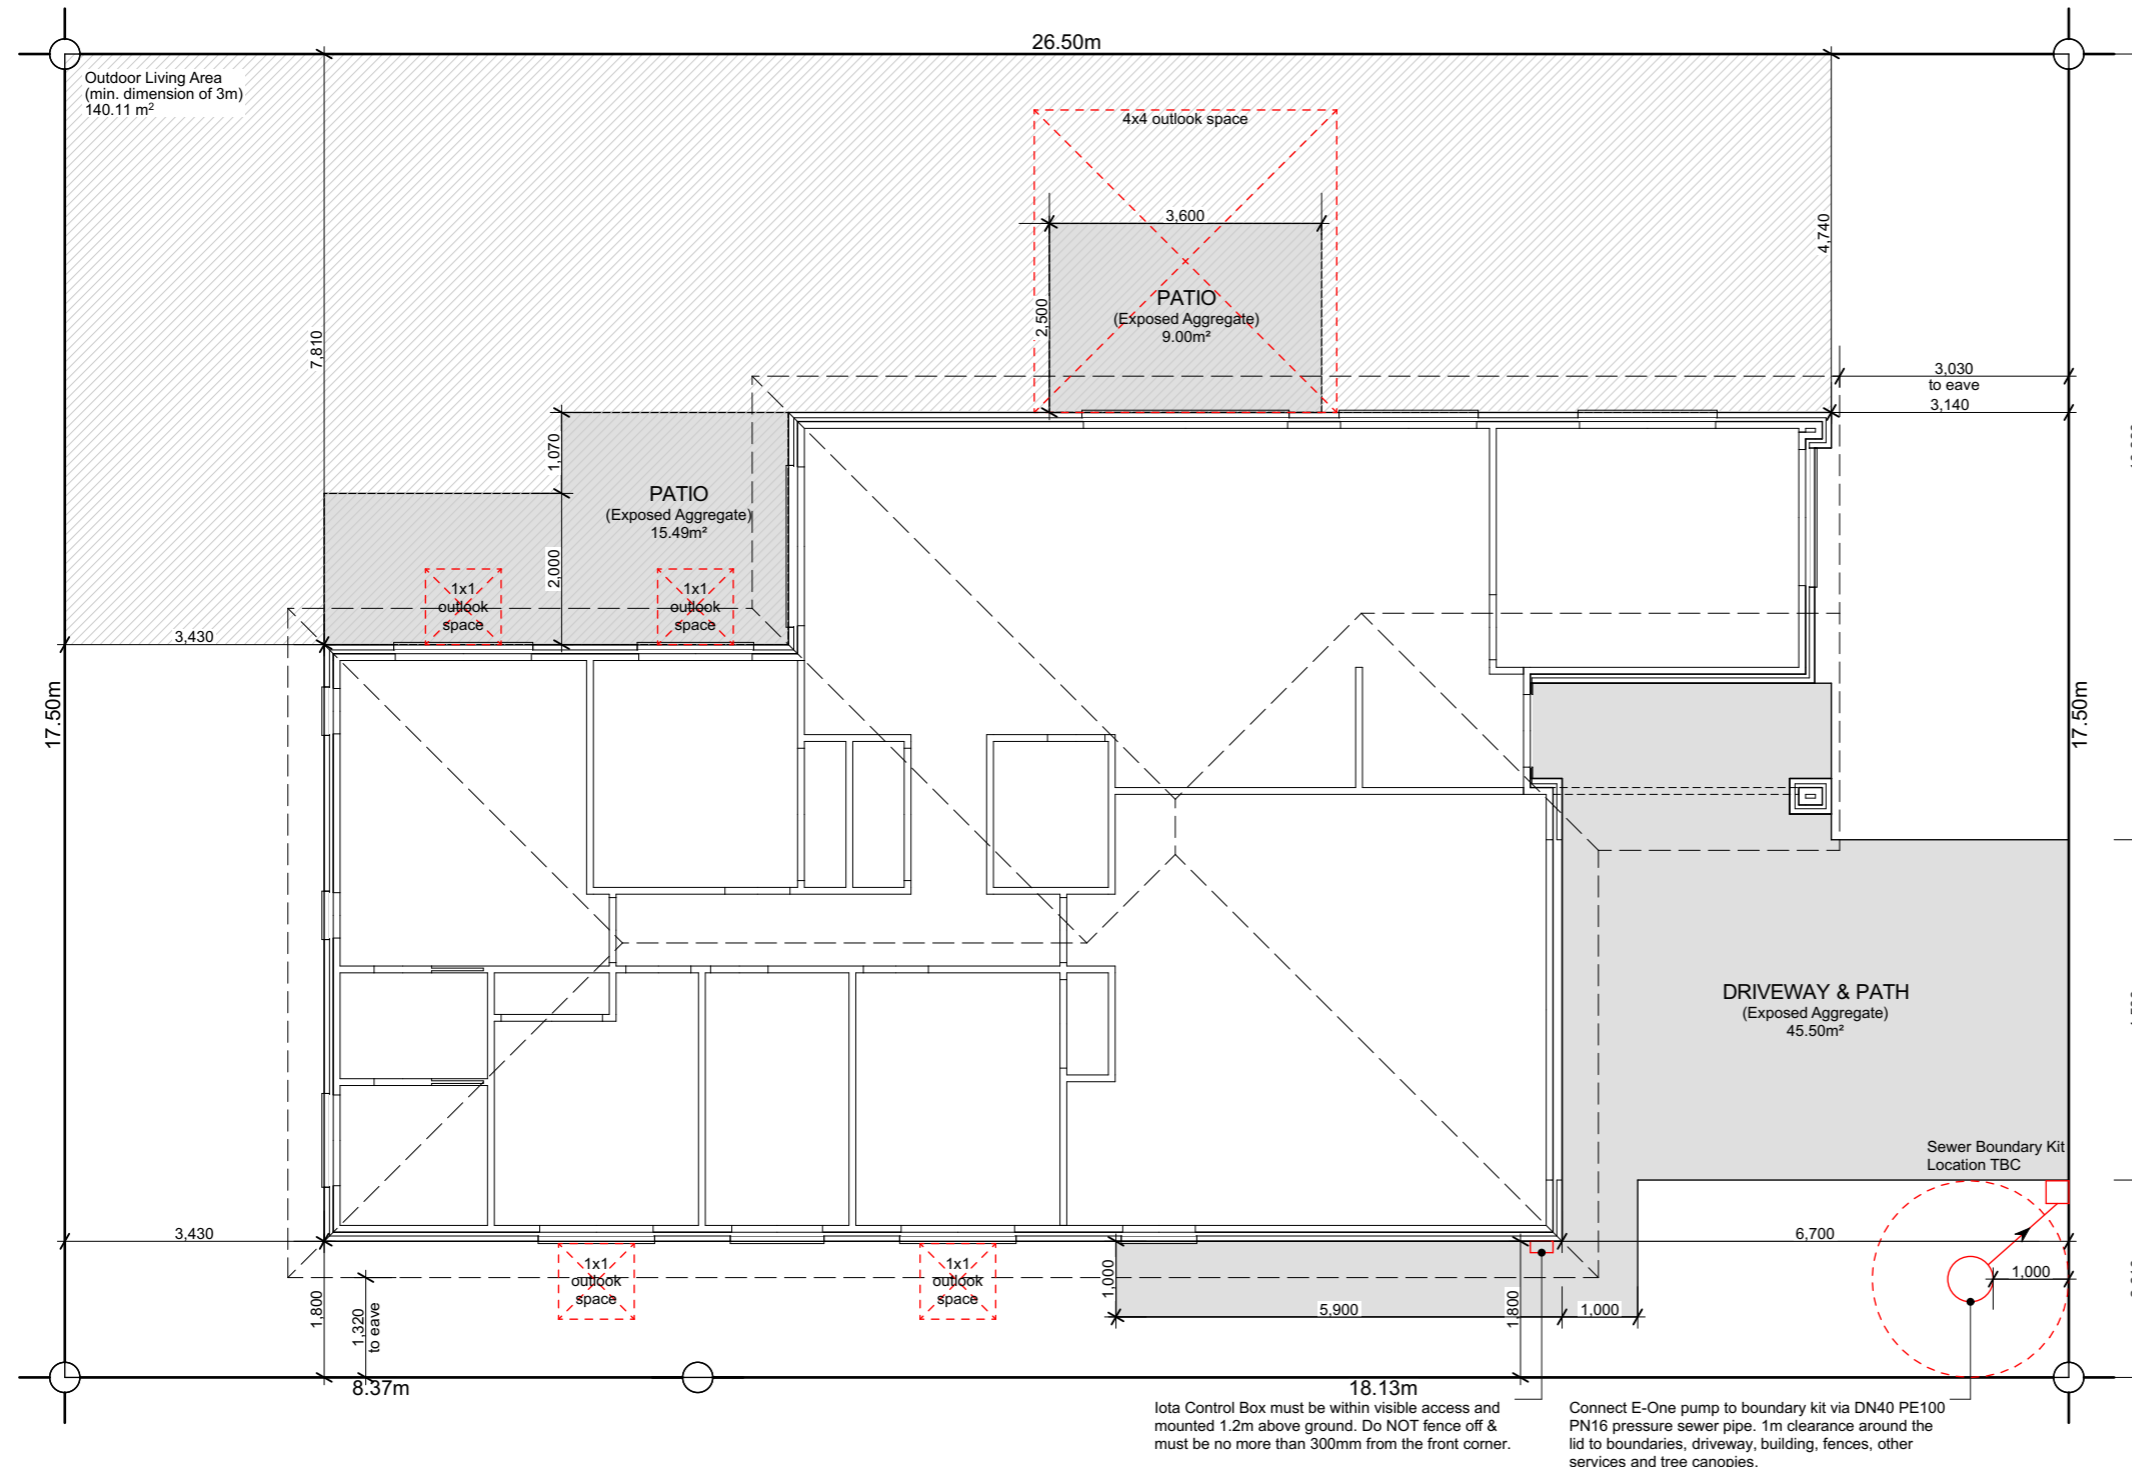 26.50m
Outdoor Living Area
(min. dimension of 3m)
140.11 m²
4x4 outlook space
3,600
4,740
2,500
PATIO
(Exposed Aggregate)
9.00m²
7,810
3,030
to eave
3,140
1,070
PATIO
(Exposed Aggregate)
15.49m²
2,000
1x1
outlook
space
1x1
outlook
space
3,430
17.50m
17.50m
DRIVEWAY & PATH
(Exposed Aggregate)
45.50m²
Sewer Boundary Kit
Location TBC
3,430
6,700
1x1
outlook
space
1x1
outlook
space
1,000
1,000
1,800
1,320
to eave
5,900
1,800
1,000
8.37m
18.13m
Iota Control Box must be within visible access and
mounted 1.2m above ground. Do NOT fence off &
must be no more than 300mm from the front corner.
Connect E-One pump to boundary kit via DN40 PE100
PN16 pressure sewer pipe. 1m clearance around the
lid to boundaries, driveway, building, fences, other
services and tree canopies.